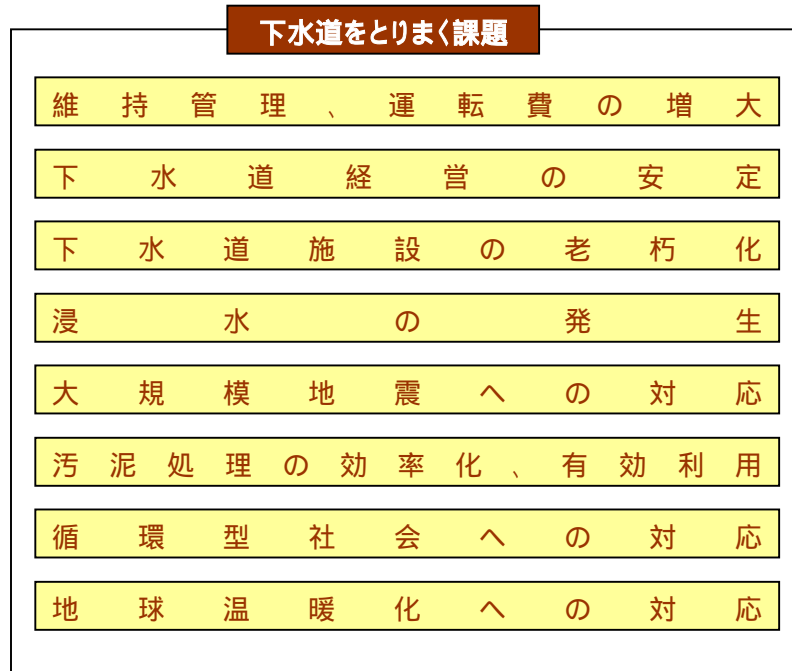 下水道をとりまく課題
維持管理、運転費の増大
下水道経営の安定
下水道施設の老朽化
浸水の発生
大規模地震への対応
汚泥処理の効率化、有効利用
循環型社会への対応
地球温暖化への対応